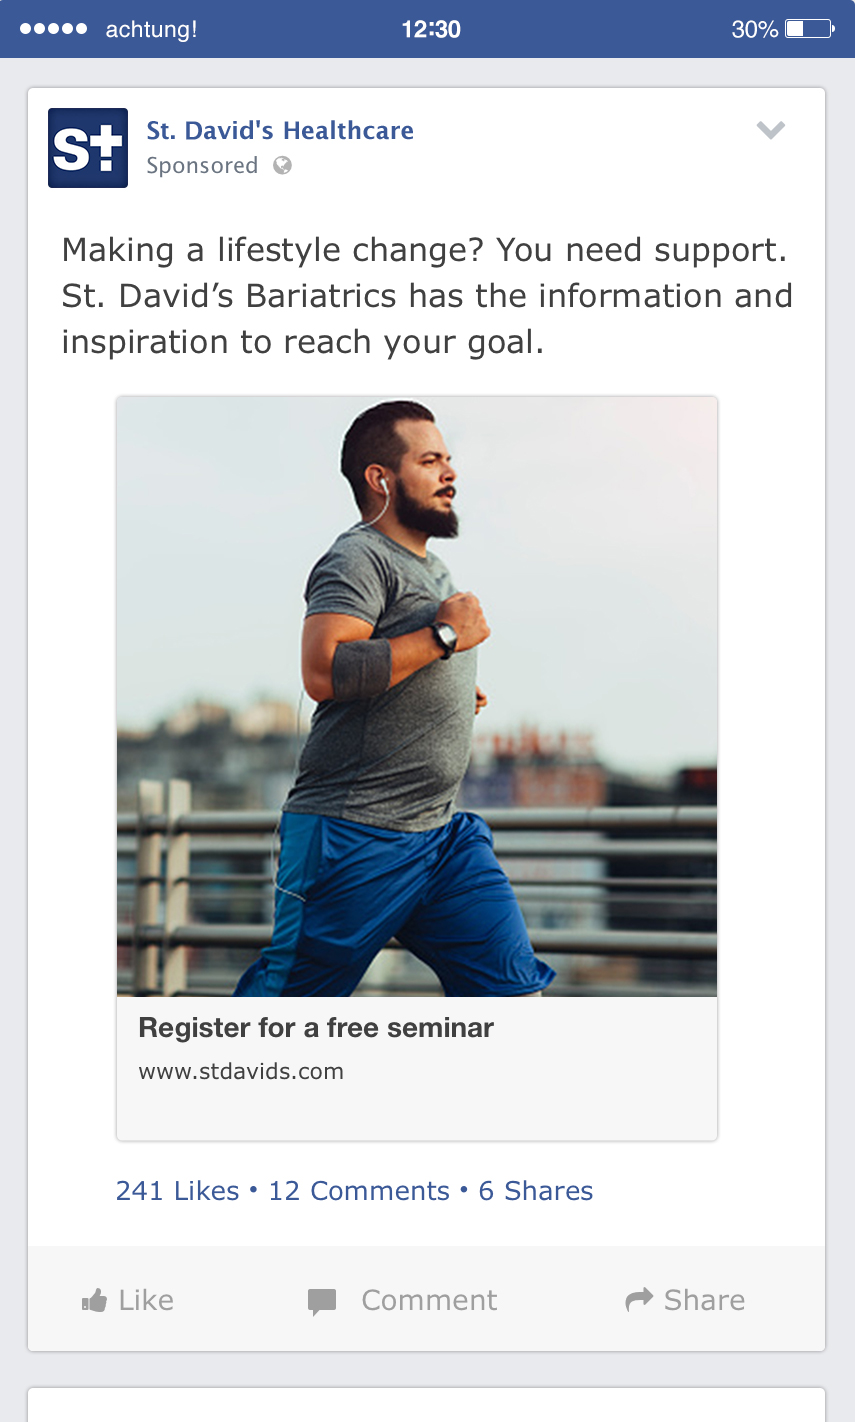 achtung!
12:30
30%
St
St. David's Healthcare
Sponsored
Making a lifestyle change? You need support.
St. David’s Bariatrics has the information and
inspiration to reach your goal.
Register for a free seminar
www.stdavids.com
241 Likes • 12 Comments • 6 Shares
Like
Comment
Share